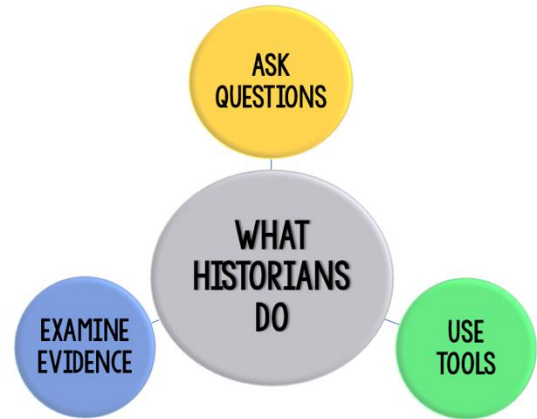 ASK
QUESTIONS
WHAT
HISTORIANS
DO
EXAMINE
EVIDENCE
USE
TOOLS